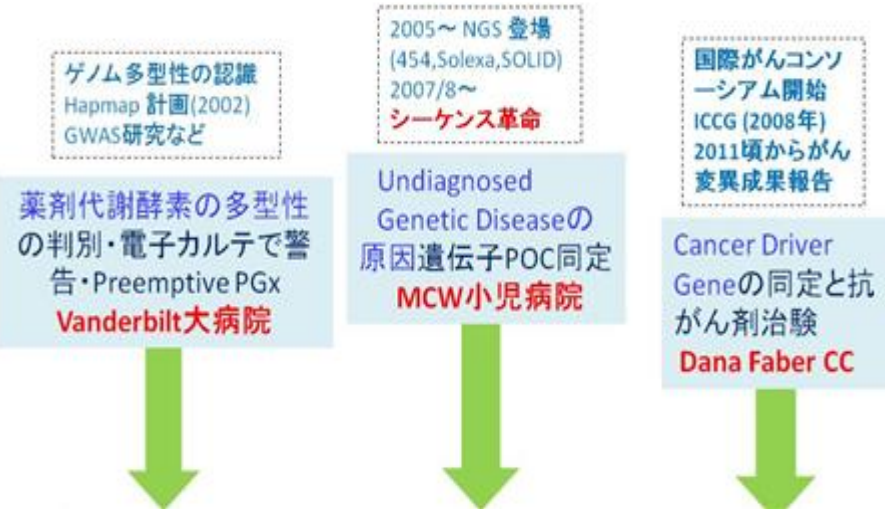 ゲノム多型性の認識
Hapmap 計画(2002)
GWAS研究など
薬剤代謝酵素の多型性
の判別・電子カルテで警
告・Preemptive PGx
Vanderbilt大病院
2005～ NGS 登場
(454,Solexa,SOLID)
2007/8～
シーケンス革命
Undiagnosed
Genetic Diseaseの
原因遺伝子POC同定
MCW小児病院
国際がんコンソ
ーシアム開始
ICCG (2008年)
2011頃からがん
変異成果報告
Cancer Driver
Geneの同定と抗
がん剤治験
Dana Faber CC